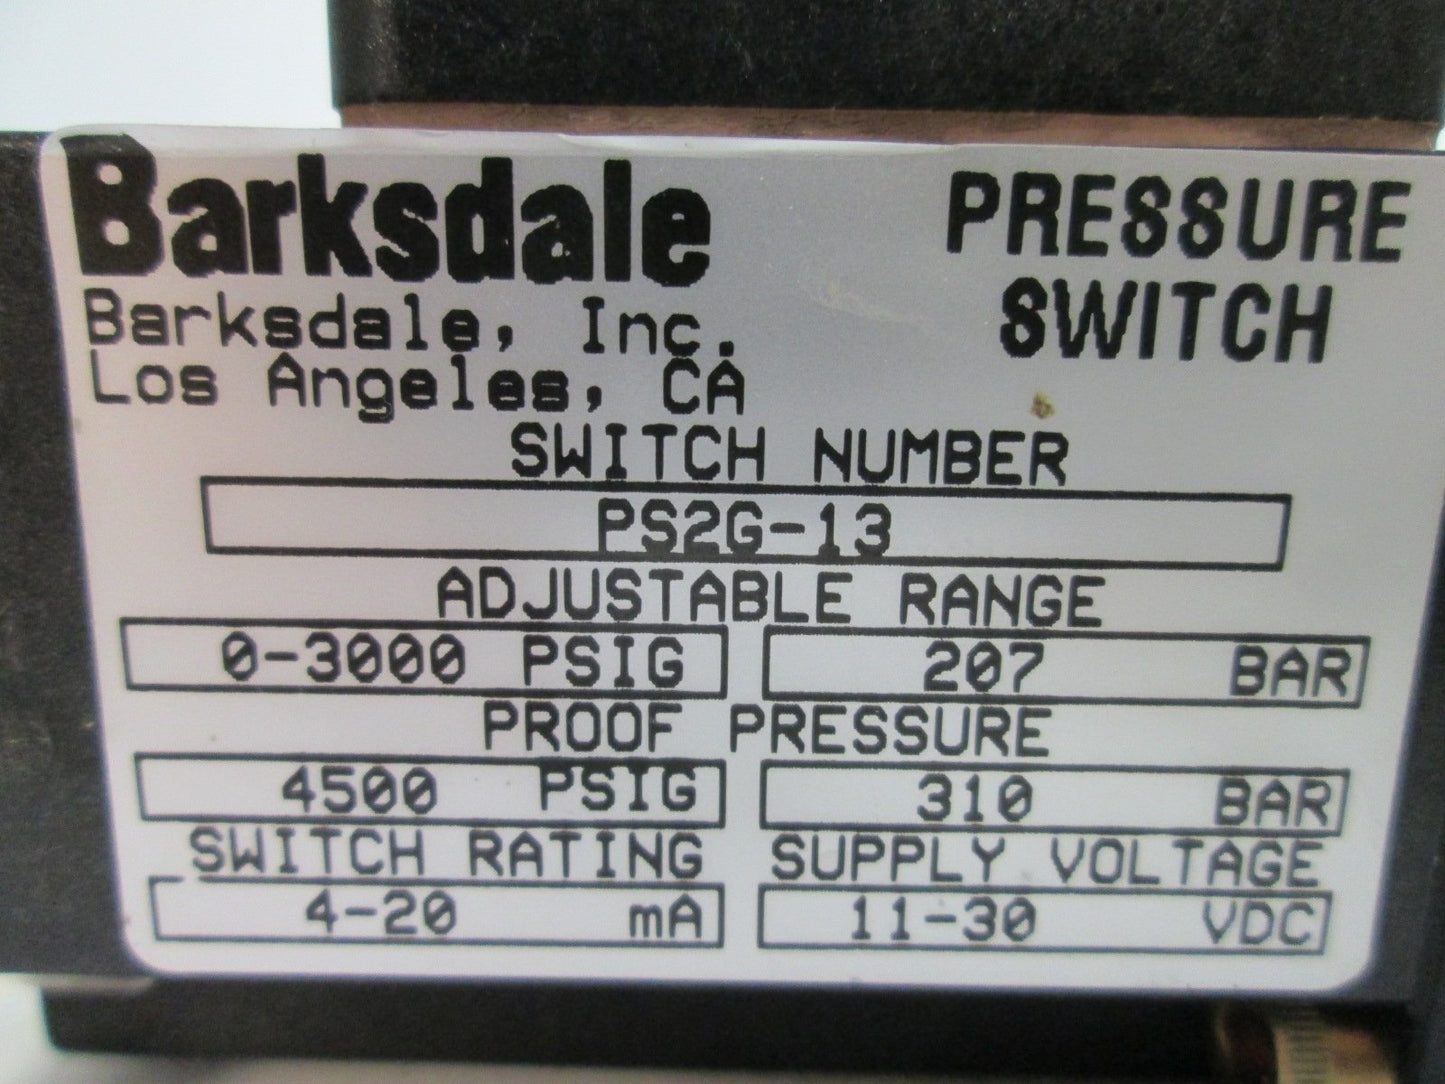 Barksdale
PRESSURE
SWITCH
Barksdale, Inc.
Los Angeles, CA
SWITCH NUMBER
PS2G-13
ADJUSTABLE RANGE
0-3000 PSIG 207 BAR
PROOF PRESSURE
4500 PSIG 310 BAR
SWITCH RATING SUPPLY VOLTAGE
4-20 mA 11-30 VDC